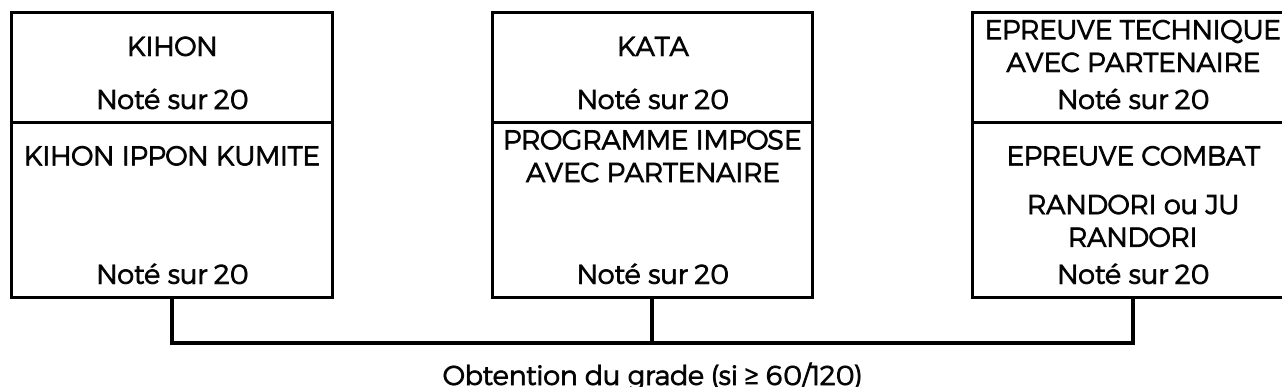 KIHON
Noté sur 20
KIHON IPPON KUMITE
Noté sur 20
KATA
Noté sur 20
PROGRAMME IMPOSE
AVEC PARTENAIRE
Noté sur 20
EPREUVE TECHNIQUE
AVEC PARTENAIRE
Noté sur 20
EPREUVE COMBAT
RANDORI ou JU
RANDORI
Noté sur 20
Obtention du grade (si ≥ 60/120)